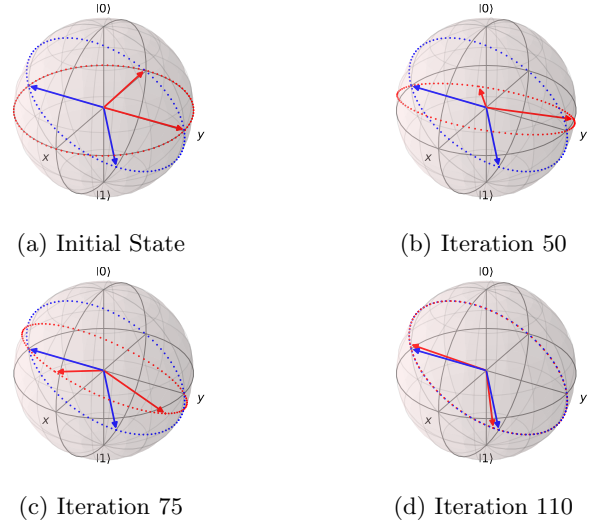 |0⟩ |0⟩
x y x y
|1⟩ |1⟩
(a) Initial State (b) Iteration 50
|0⟩ |0⟩
x y x y
|1⟩ |1⟩
(c) Iteration 75 (d) Iteration 110